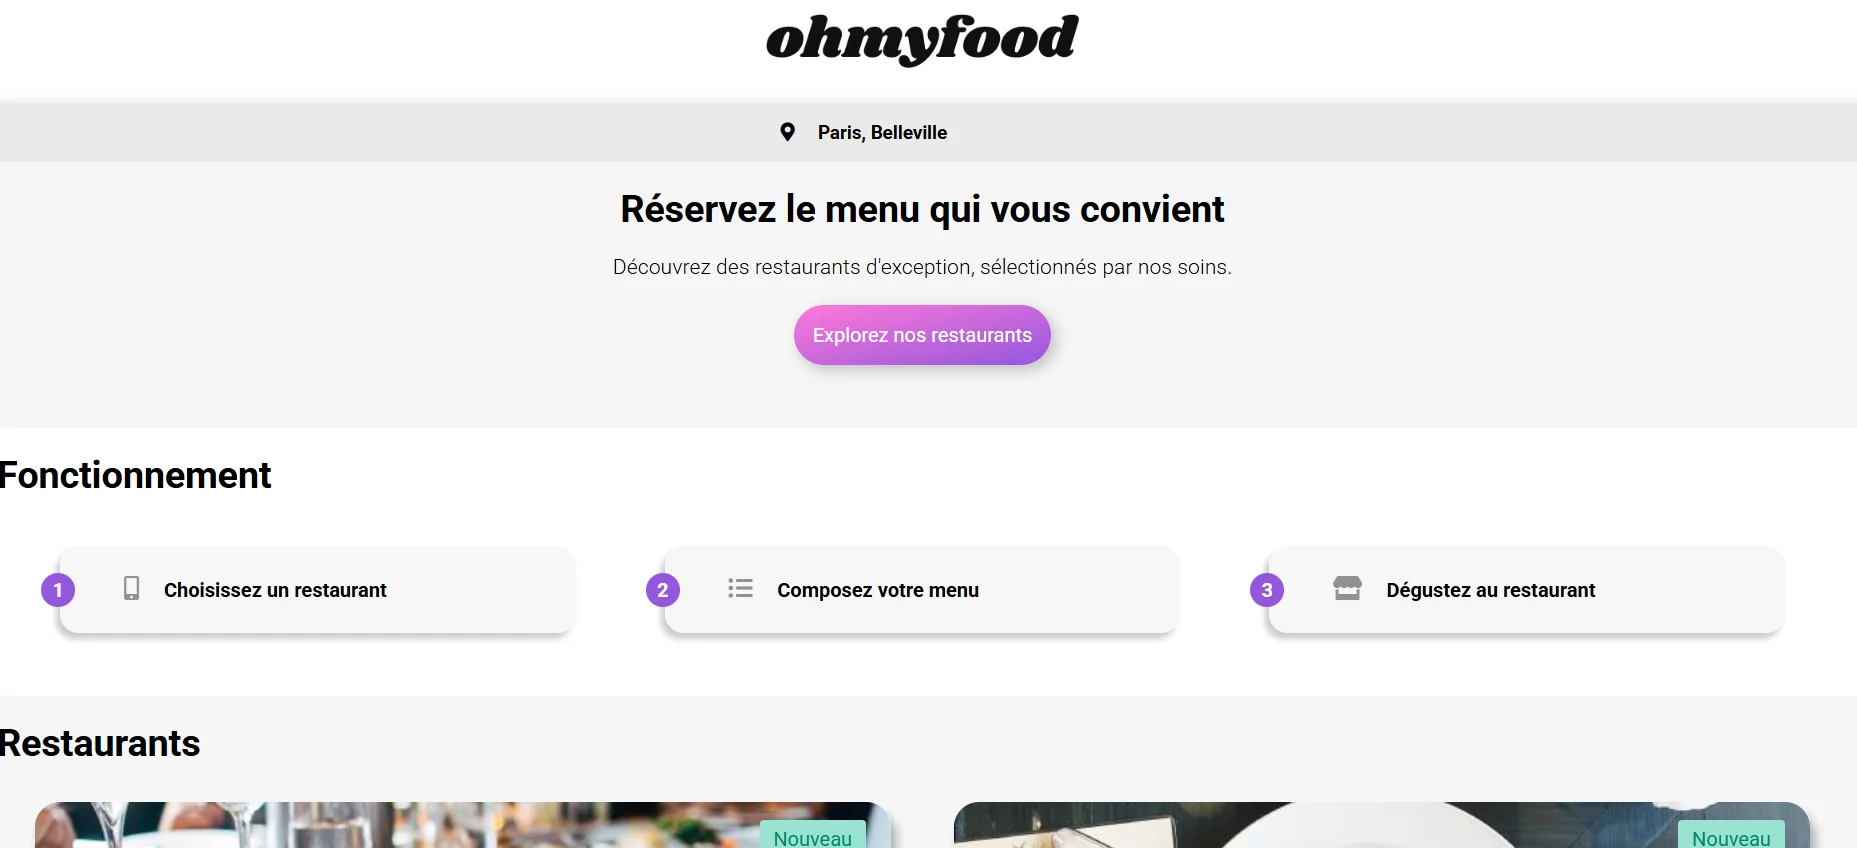 ohmyfood
Paris, Belleville
Réservez le menu qui vous convient
Découvrez des restaurants d'exception, sélectionnés par nos soins.
Explorez nos restaurants
Fonctionnement
1 Choisissez un restaurant
2 Composez votre menu
3 Dégustez au restaurant
Restaurants
Nouveau
Nouveau